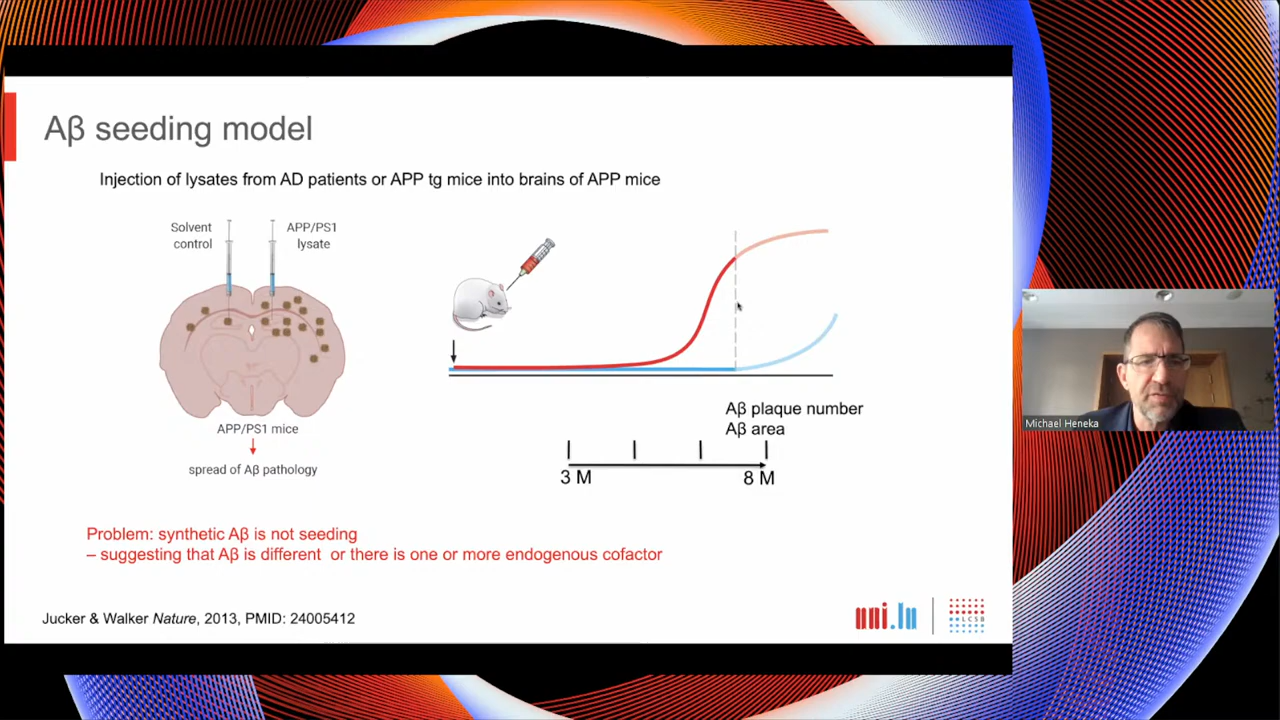 Aβ seeding model
Injection of lysates from AD patients or APP tg mice into brains of APP mice
Solvent
control
APP/PS1
lysate
APP/PS1 mice
spread of Aβ pathology
Aβ plaque number
Aβ area
3 M
8 M
Problem: synthetic Aβ is not seeding
– suggesting that Aβ is different or there is one or more endogenous cofactor
Jucker & Walker Nature, 2013, PMID: 24005412
uni.lu
LCSB
Michael Heneka